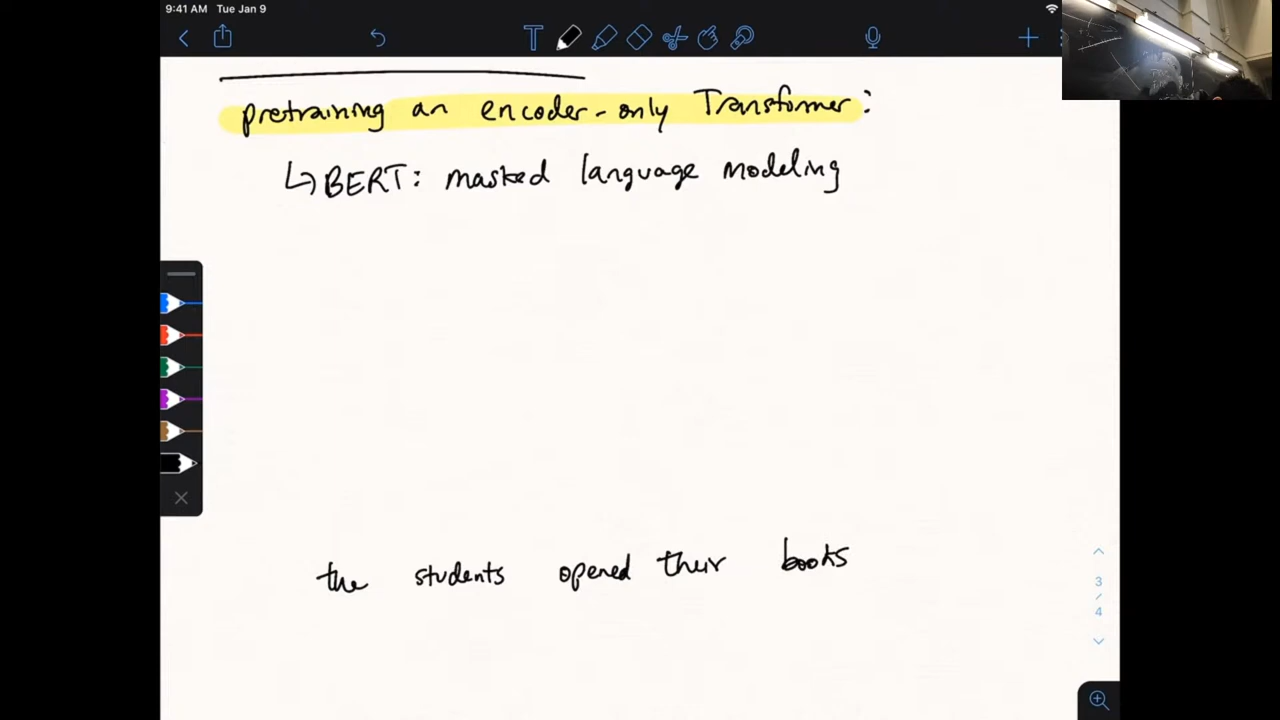 9:41 AM Tue Jan 9
pretraining an encoder-only Transformer:
↳ BERT: masked language modeling
the students opened their books
3
/
4